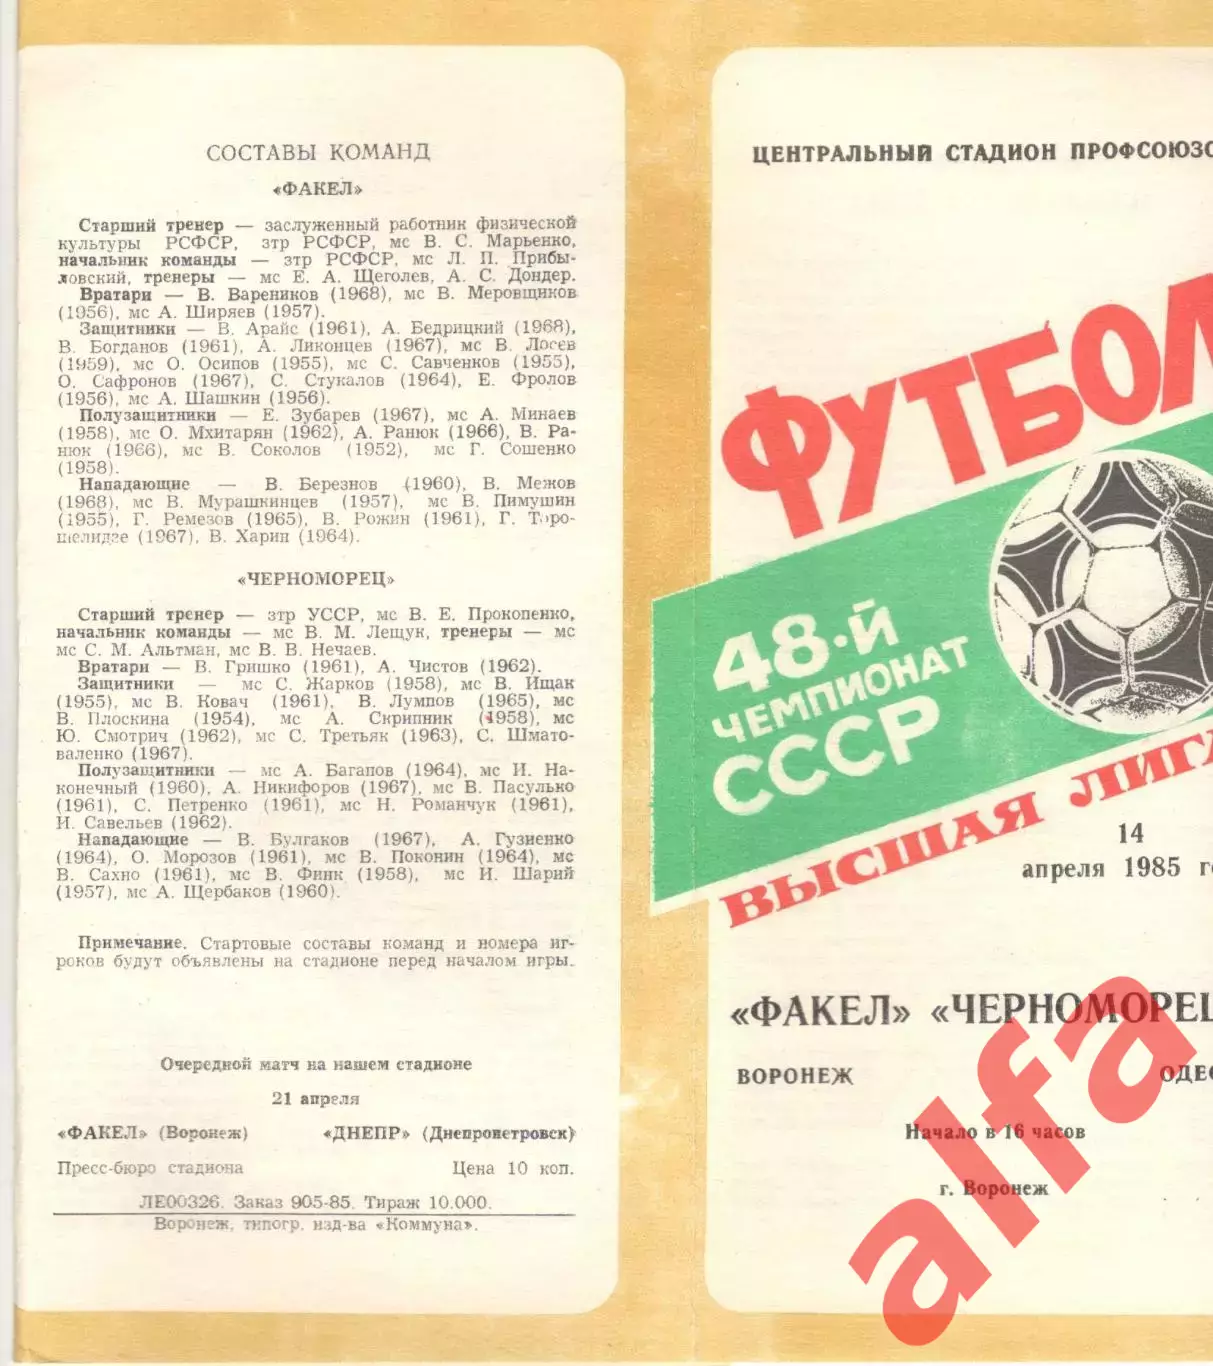 СОСТАВЫ КОМАНД
«ФАКЕЛ»
Старший тренер — заслуженный работник физической
культуры РСФСР, зтр РСФСР, мс В. С. Марьенко,
начальник команды — зтр РСФСР, мс Л. П. Прибы-
ловский, тренеры — мс Е. А. Щеголев, А. С. Дондер.
Вратари — В. Вареников (1968), мс В. Меровщиков
(1956), мс А. Ширяев (1957).
Защитники — В. Арайс (1961), А. Бедрицкий (1968),
В. Богданов (1961), А. Ликонцев (1967), мс В. Лосев
(1959), мс О. Осипов (1955), мс С. Савченков (1955),
О. Сафронов (1967), С. Стукалов (1964), Е. Фролов
(1956), мс А. Шашкин (1956).
Полузащитники — Е. Зубарев (1967), мс А. Минаев
(1958), мс О. Мхитарян (1962), А. Ранюк (1966), В. Ра-
нюк (1966), мс В. Соколов (1952), мс Г. Сошенко
(1958).
Нападающие — В. Березнов (1960), В. Межов
(1968), мс В. Мурашкинцев (1957), мс В. Пимушин
(1955), Г. Ремезов (1965), В. Рожин (1961), Г. Торо-
шелидзе (1967), В. Харин (1964).
«ЧЕРНОМОРЕЦ»
Старший тренер — зтр УССР, мс В. Е. Прокопенко,
начальник команды — мс В. М. Лещук, тренеры — мс
мс С. М. Альтман, мс В. В. Нечаев.
Вратари — В. Гришко (1961), А. Чистов (1962).
Защитники — мс С. Жарков (1958), мс В. Ищак
(1955), мс В. Ковач (1961), В. Лумпов (1965), мс
В. Плоскина (1954), мс А. Скрипник (1958), мс
Ю. Смотрич (1962), мс С. Третьяк (1963), С. Шмато-
валенко (1967).
Полузащитники — мс А. Багапов (1964), мс И. На-
конечный (1960), А. Никифоров (1967), мс В. Пасулько
(1961), С. Петренко (1961), мс Н. Романчук (1961),
И. Савельев (1962).
Нападающие — В. Булгаков (1967), А. Гузиенко
(1964), О. Морозов (1961), мс В. Поконин (1964), мс
В. Сахно (1961), мс В. Финк (1958), мс И. Шарий
(1957), мс А. Щербаков (1960).
Примечание. Стартовые составы команд и номера иг-
роков будут объявлены на стадионе перед началом игры.
Очередной матч на нашем стадионе
21 апреля
«ФАКЕЛ» (Воронеж) «ДНЕПР» (Днепропетровск)
Пресс-бюро стадиона Цена 10 коп.
ЛЕ00326. Заказ 905-85. Тираж 10.000.
Воронеж, типогр. изд-ва «Коммуна».
ЦЕНТРАЛЬНЫЙ СТАДИОН ПРОФСОЮЗО
ФУТБОЛ
48-Й
ЧЕМПИОНАТ
СССР
ВЫСШАЯ ЛИГА
14
апреля 1985 г
«ФАКЕЛ» «ЧЕРНОМОРЕЦ
ВОРОНЕЖ ОДЕС
Начало в 16 часов
г. Воронеж
alfa